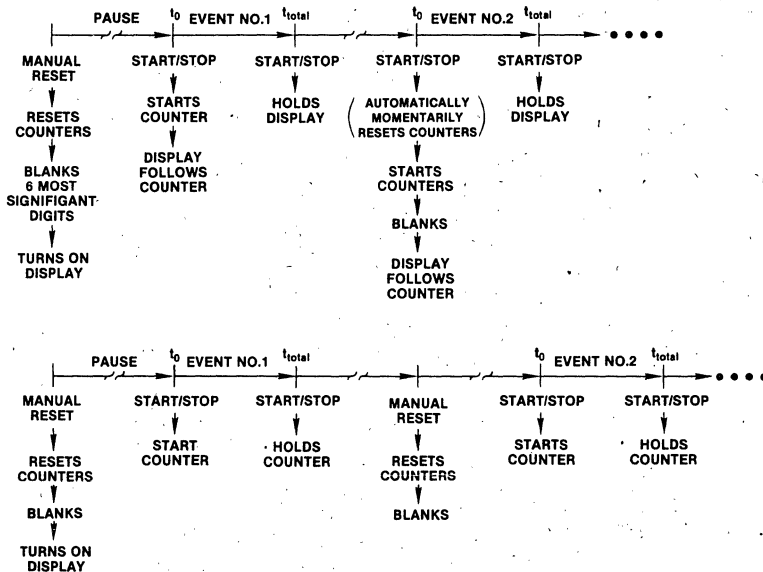 PAUSE t0 EVENT NO.1 ttotal t0 EVENT NO.2 ttotal
MANUAL RESET
RESETS COUNTERS
BLANKS 6 MOST SIGNIFIGANT DIGITS
TURNS ON DISPLAY
START/STOP
STARTS COUNTER
DISPLAY FOLLOWS COUNTER
START/STOP
HOLDS DISPLAY
START/STOP
(AUTOMATICALLY MOMENTARILY RESETS COUNTERS)
STARTS COUNTERS
BLANKS
DISPLAY FOLLOWS COUNTER
START/STOP
HOLDS DISPLAY
PAUSE t0 EVENT NO.1 ttotal t0 EVENT NO.2 ttotal
MANUAL RESET
RESETS COUNTERS
BLANKS
TURNS ON DISPLAY
START/STOP
START COUNTER
START/STOP
HOLDS COUNTER
MANUAL RESET
RESETS COUNTERS
BLANKS
START/STOP
STARTS COUNTER
START/STOP
HOLDS COUNTER